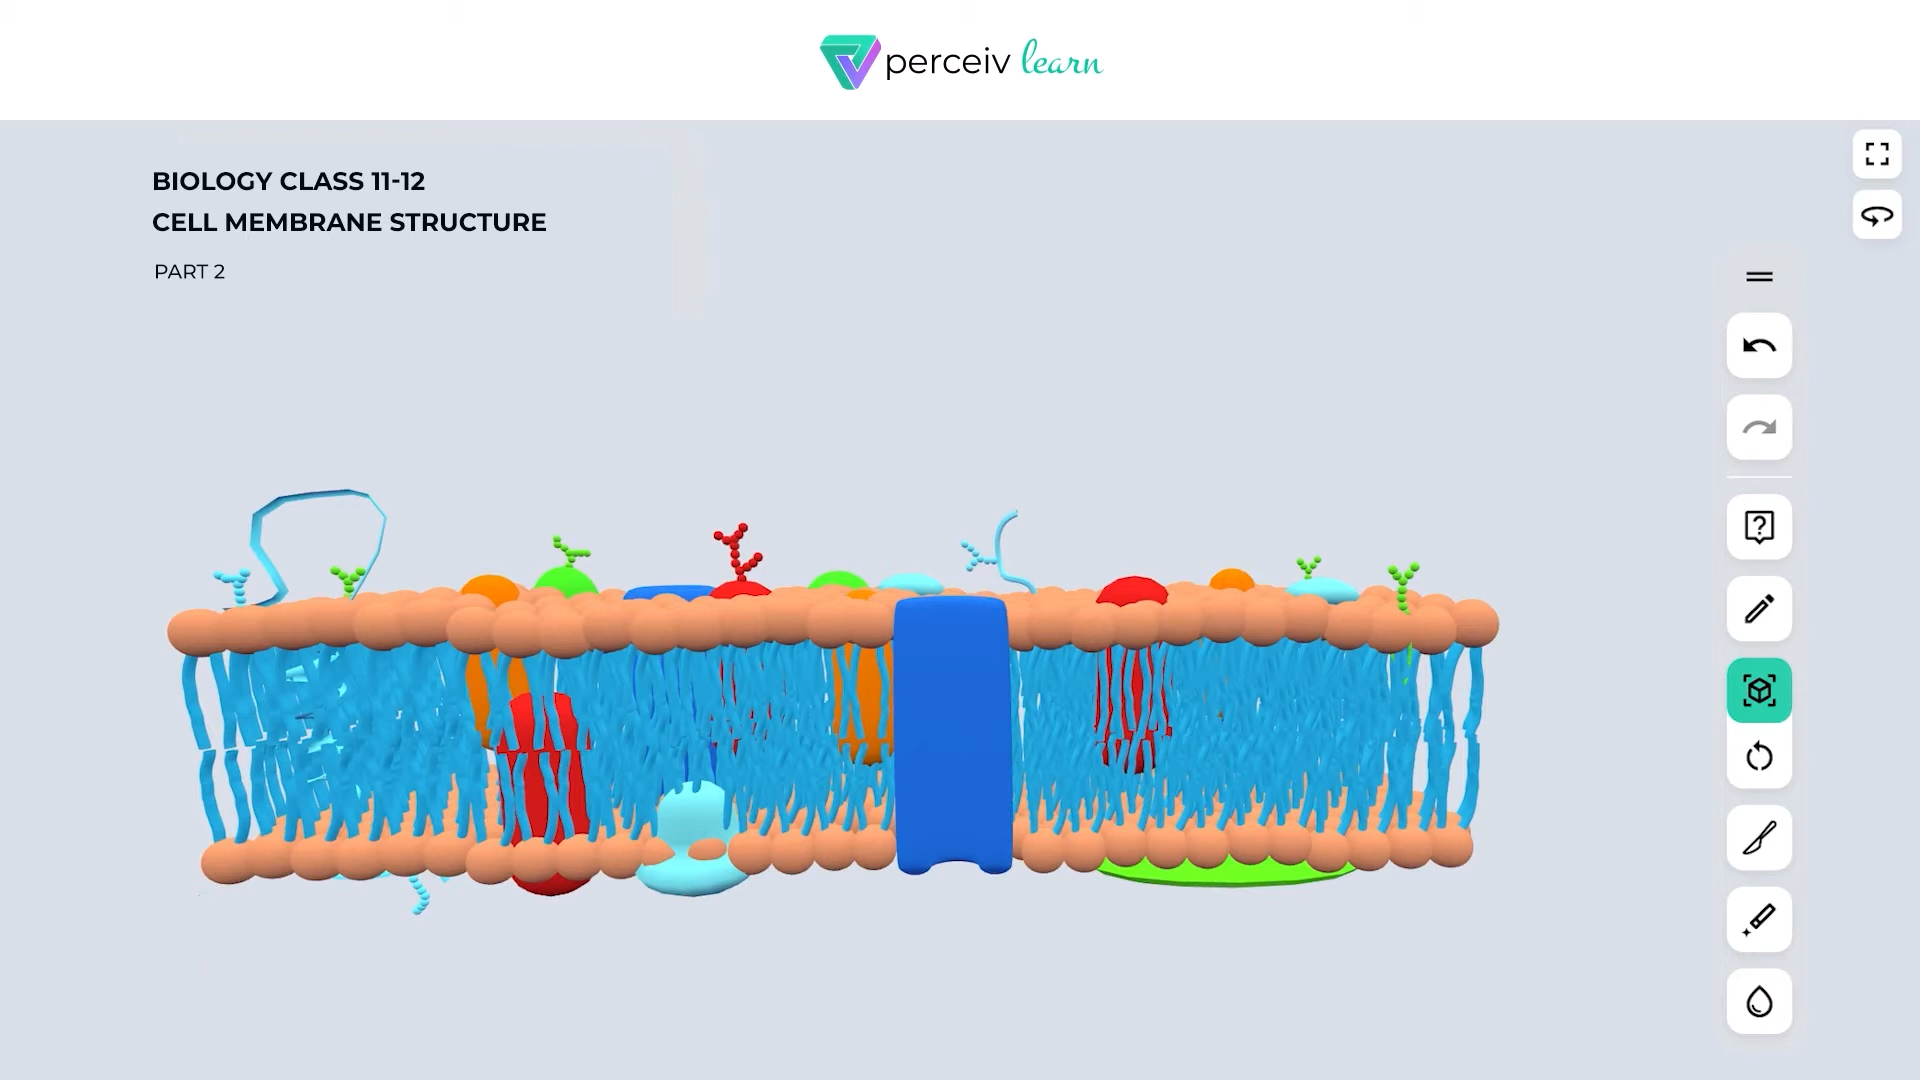 perceiv learn
BIOLOGY CLASS 11-12
CELL MEMBRANE STRUCTURE
PART 2